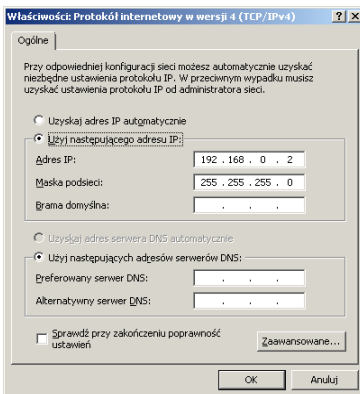 Właściwości: Protokół internetowy w wersji 4 (TCP/IPv4)
Ogólne
Przy odpowiedniej konfiguracji sieci możesz automatycznie uzyskać
niezbędne ustawienia protokołu IP. W przeciwnym wypadku musisz
uzyskać ustawienia protokołu IP od administratora sieci.
Uzyskaj adres IP automatycznie
Użyj następującego adresu IP:
Adres IP: 192 . 168 . 0 . 2
Maska podsieci: 255 . 255 . 255 . 0
Brama domyślna: . . .
Uzyskaj adres serwera DNS automatycznie
Użyj następujących adresów serwerów DNS:
Preferowany serwer DNS: . . .
Alternatywny serwer DNS: . . .
Sprawdź przy zakończeniu poprawność
ustawień
Zaawansowane...
OK Anuluj